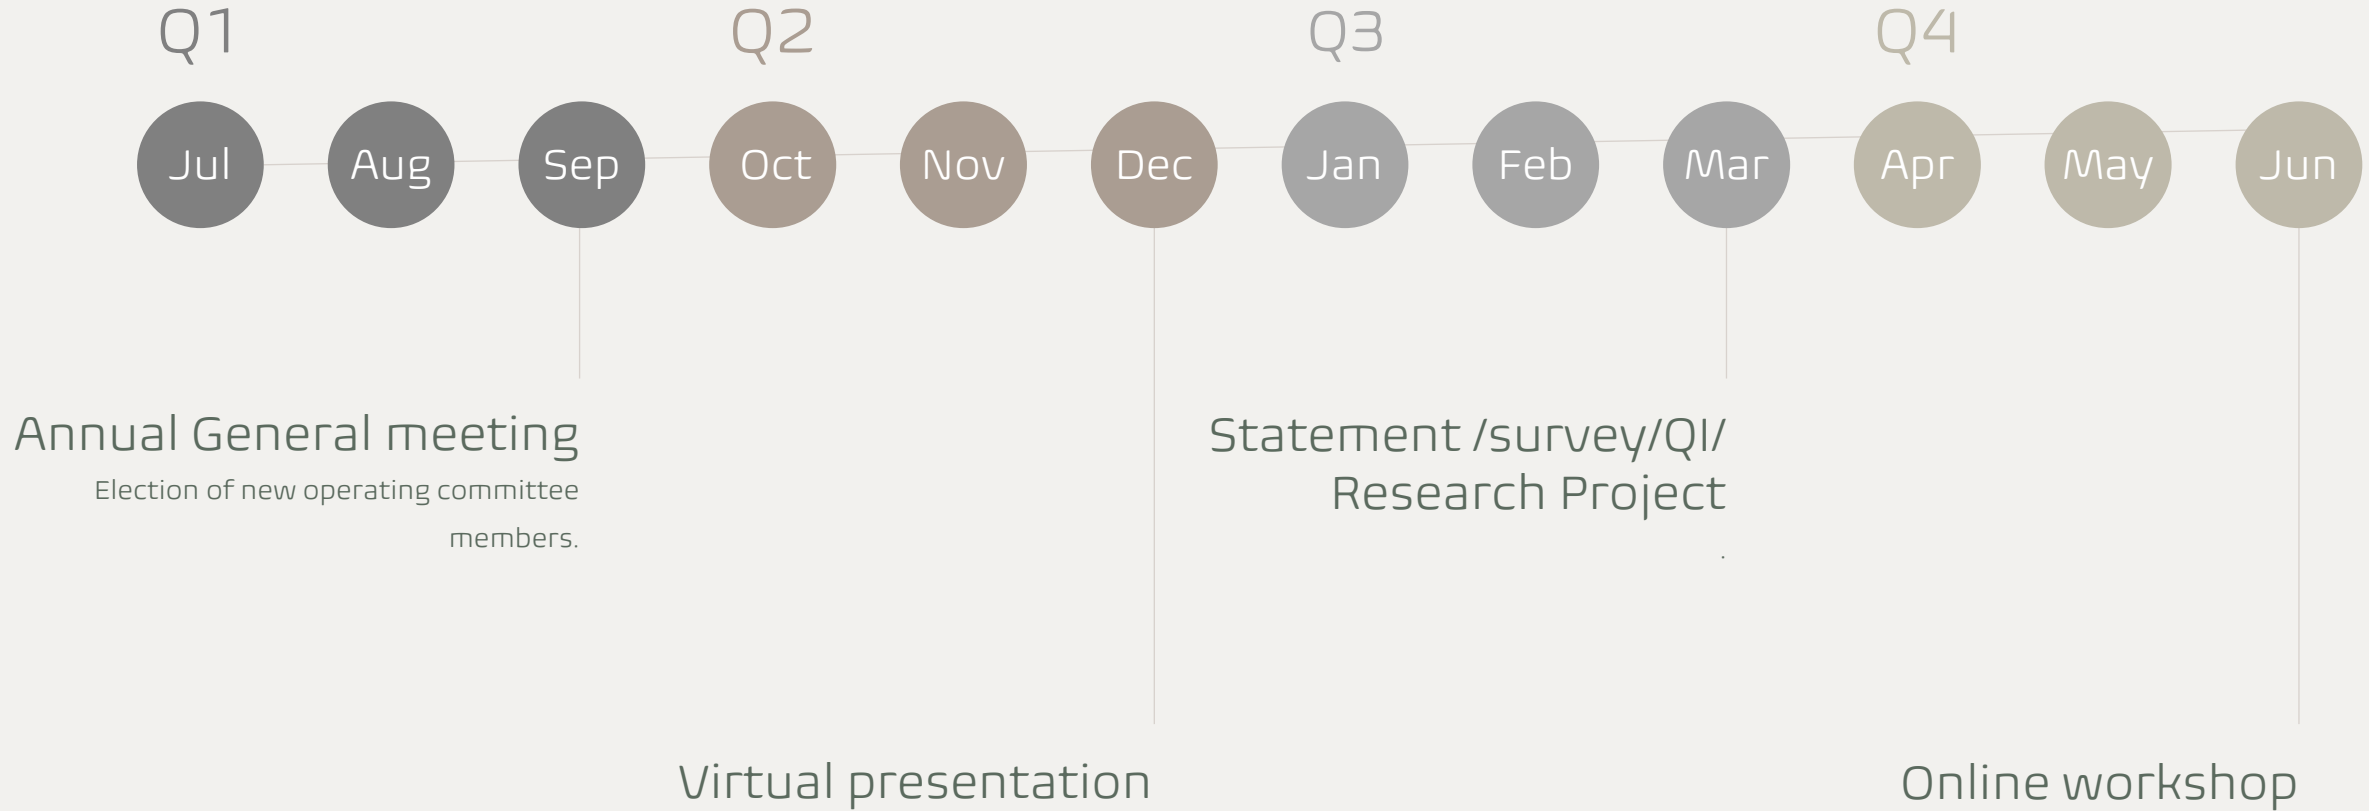 Q1
Q2
Q3
Q4
Jul
Aug
Sep
Oct
Nov
Dec
Jan
Feb
Mar
Apr
May
Jun
Annual General meeting
Election of new operating committee
members.
Statement /survey/QI/
Research Project
.
Virtual presentation
Online workshop